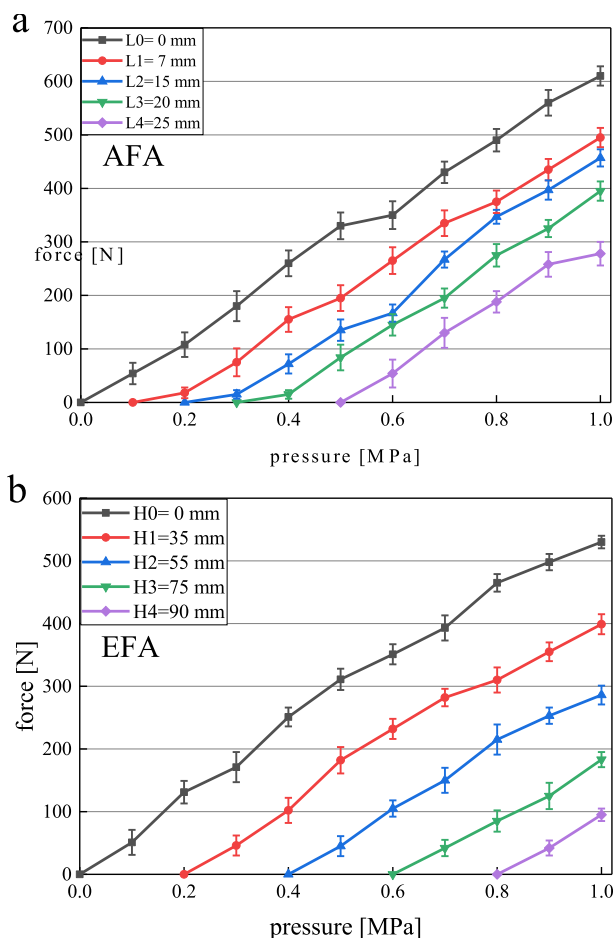 a
700
L0= 0 mm
L1= 7 mm
600
L2= 15 mm
L3=20 mm
500
L4=25 mm
AFA
400
300
force [N]
200
100
0
0.0 0.2 0.4 0.6 0.8 1.0
pressure [MPa]
b
600
H0= 0 mm
H1=35 mm
500
H2=55 mm
H3=75 mm
H4=90 mm
400
EFA
force [N]
300
200
100
0
0.0 0.2 0.4 0.6 0.8 1.0
pressure [MPa]